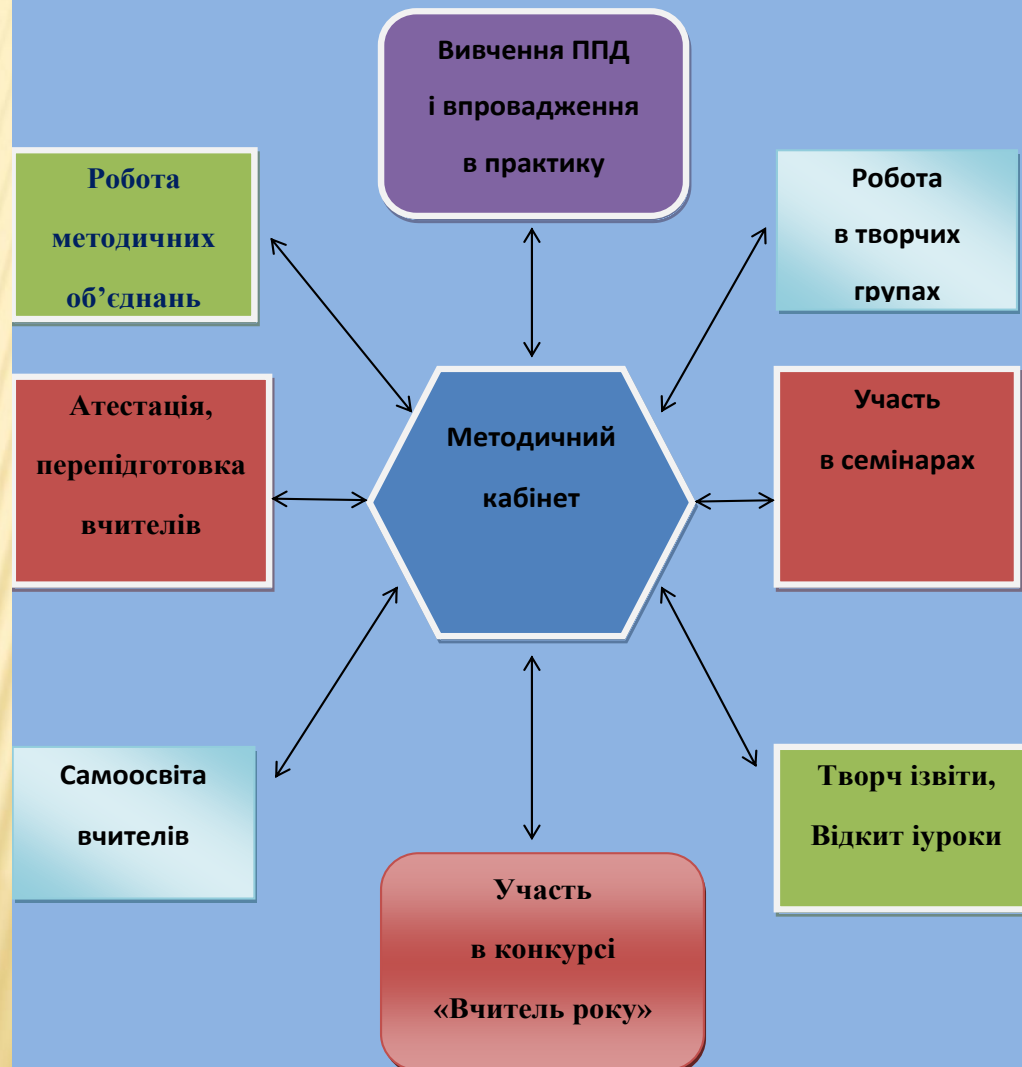 Вивчення ППД
і впровадження
в практику
Робота
методичних
об’єднань
Робота
в творчих
групах
Атестація,
перепідготовка
вчителів
Методичний
кабінет
Участь
в семінарах
Самоосвіта
вчителів
Творч ізвіти,
Відкит іуроки
Участь
в конкурсі
«Вчитель року»